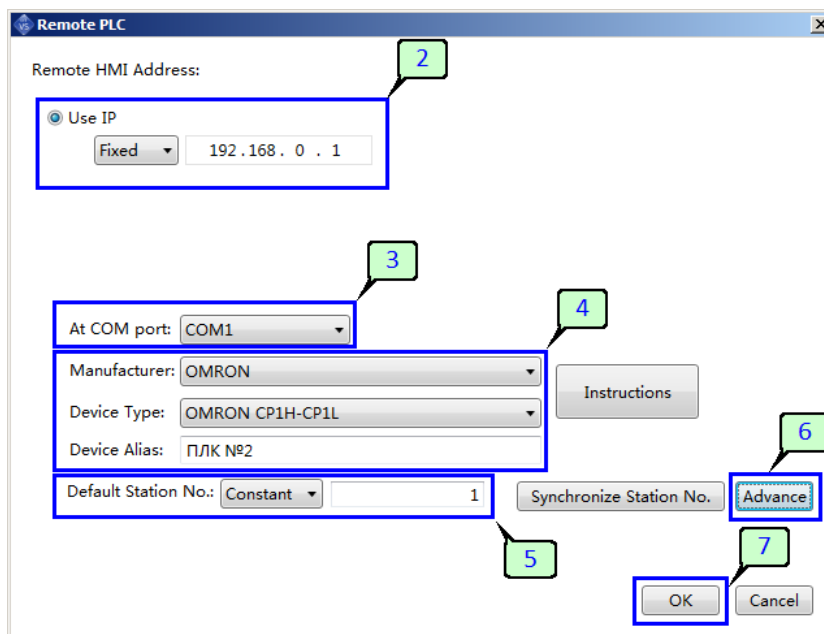 Remote PLC
Remote HMI Address:
2
Use IP
Fixed 192.168. 0 . 1
3
At COM port: COM1
4
Manufacturer: OMRON
Instructions
Device Type: OMRON CP1H-CP1L
Device Alias: ПЛК №2
6
Default Station No.: Constant 1 Synchronize Station No. Advance
5
7
OK Cancel